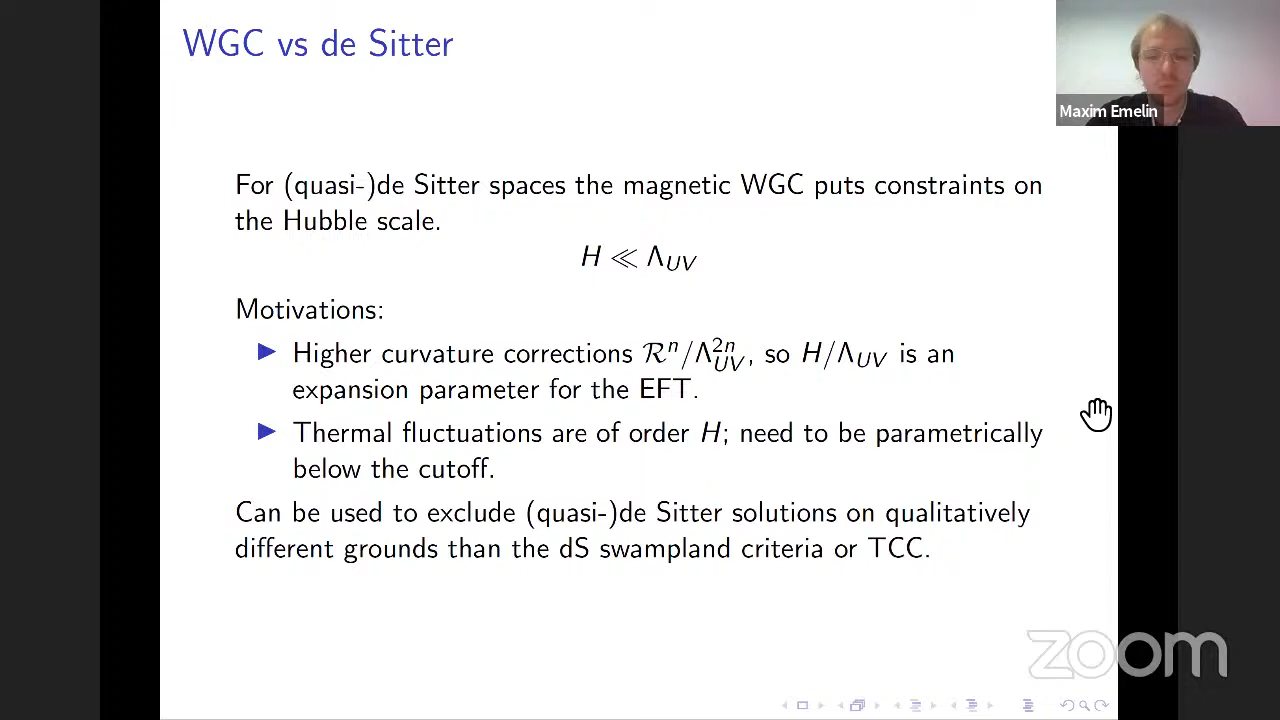 WGC vs de Sitter
Maxim Emelin
For (quasi-)de Sitter spaces the magnetic WGC puts constraints on
the Hubble scale.
H ≪ Λ_UV
Motivations:
▶ Higher curvature corrections ℛ^n/Λ_UV^2n, so H/Λ_UV is an
expansion parameter for the EFT.
▶ Thermal fluctuations are of order H; need to be parametrically
below the cutoff.
Can be used to exclude (quasi-)de Sitter solutions on qualitatively
different grounds than the dS swampland criteria or TCC.
zoom